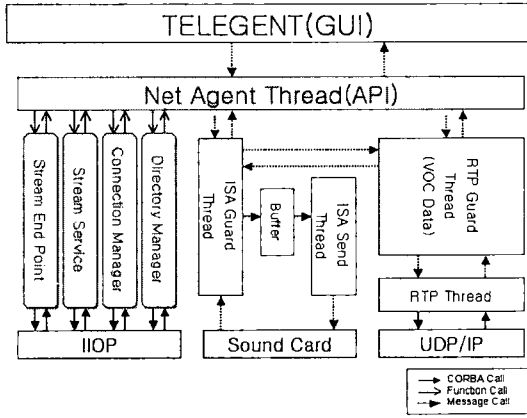 TELEGENT(GUI)
Net Agent Thread(API)
Stream End Point
Stream Service
Connection Manager
Directory Manager
ISA Guard
Thread
Buffer
ISA Send
Thread
RTP Guard
Thread
(VOC Data)
RTP Thread
IIOP
Sound Card
UDP/IP
CORBA Call
Function Call
Message Call